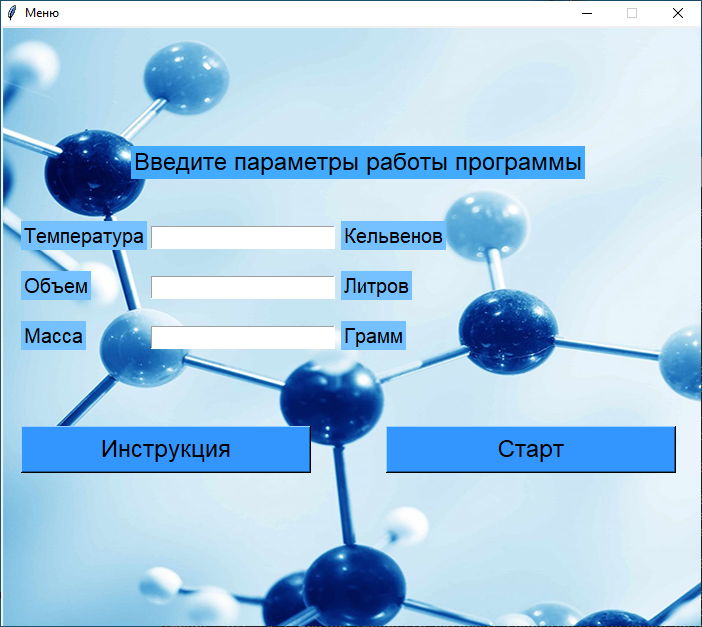 Меню
Введите параметры работы программы
Температура Кельвенов
Объем Литров
Масса Грамм
Инструкция Старт